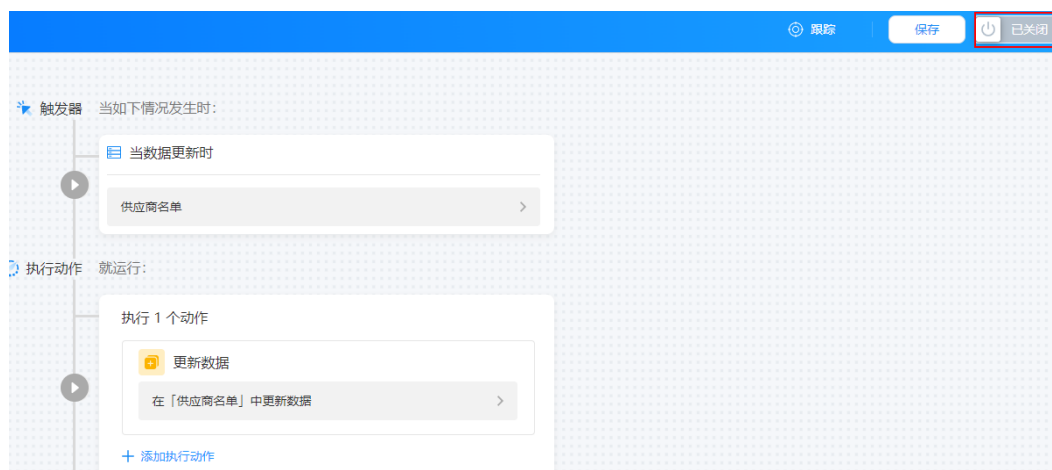 跟踪
保存
已关闭
触发器 当如下情况发生时:
当数据更新时
供应商名单
执行动作 就运行:
执行 1 个动作
更新数据
在「供应商名单」中更新数据
添加执行动作